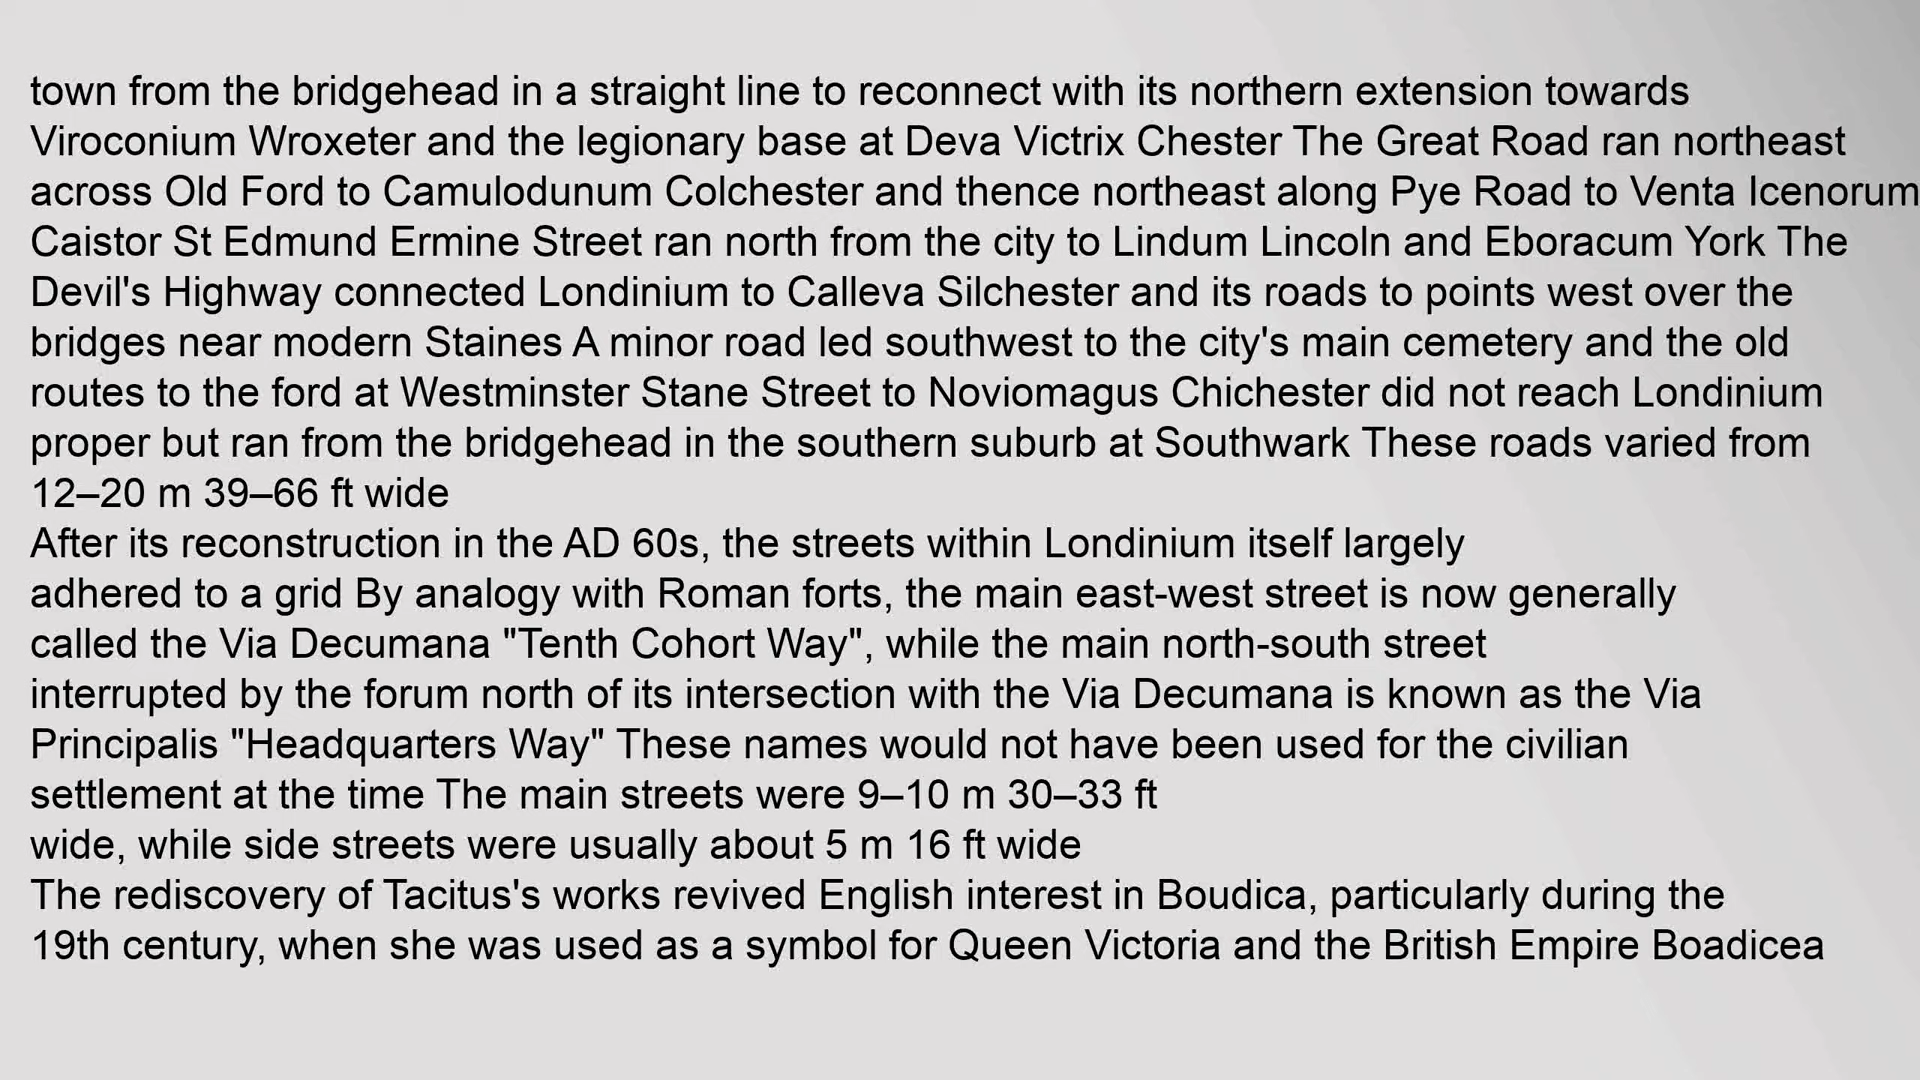 town from the bridgehead in a straight line to reconnect with its northern extension towards
Viroconium Wroxeter and the legionary base at Deva Victrix Chester The Great Road ran northeast
across Old Ford to Camulodunum Colchester and thence northeast along Pye Road to Venta Icenorum
Caistor St Edmund Ermine Street ran north from the city to Lindum Lincoln and Eboracum York The
Devil's Highway connected Londinium to Calleva Silchester and its roads to points west over the
bridges near modern Staines A minor road led southwest to the city's main cemetery and the old
routes to the ford at Westminster Stane Street to Noviomagus Chichester did not reach Londinium
proper but ran from the bridgehead in the southern suburb at Southwark These roads varied from
12–20 m 39–66 ft wide
After its reconstruction in the AD 60s, the streets within Londinium itself largely
adhered to a grid By analogy with Roman forts, the main east-west street is now generally
called the Via Decumana "Tenth Cohort Way", while the main north-south street
interrupted by the forum north of its intersection with the Via Decumana is known as the Via
Principalis "Headquarters Way" These names would not have been used for the civilian
settlement at the time The main streets were 9–10 m 30–33 ft
wide, while side streets were usually about 5 m 16 ft wide
The rediscovery of Tacitus's works revived English interest in Boudica, particularly during the
19th century, when she was used as a symbol for Queen Victoria and the British Empire Boadicea